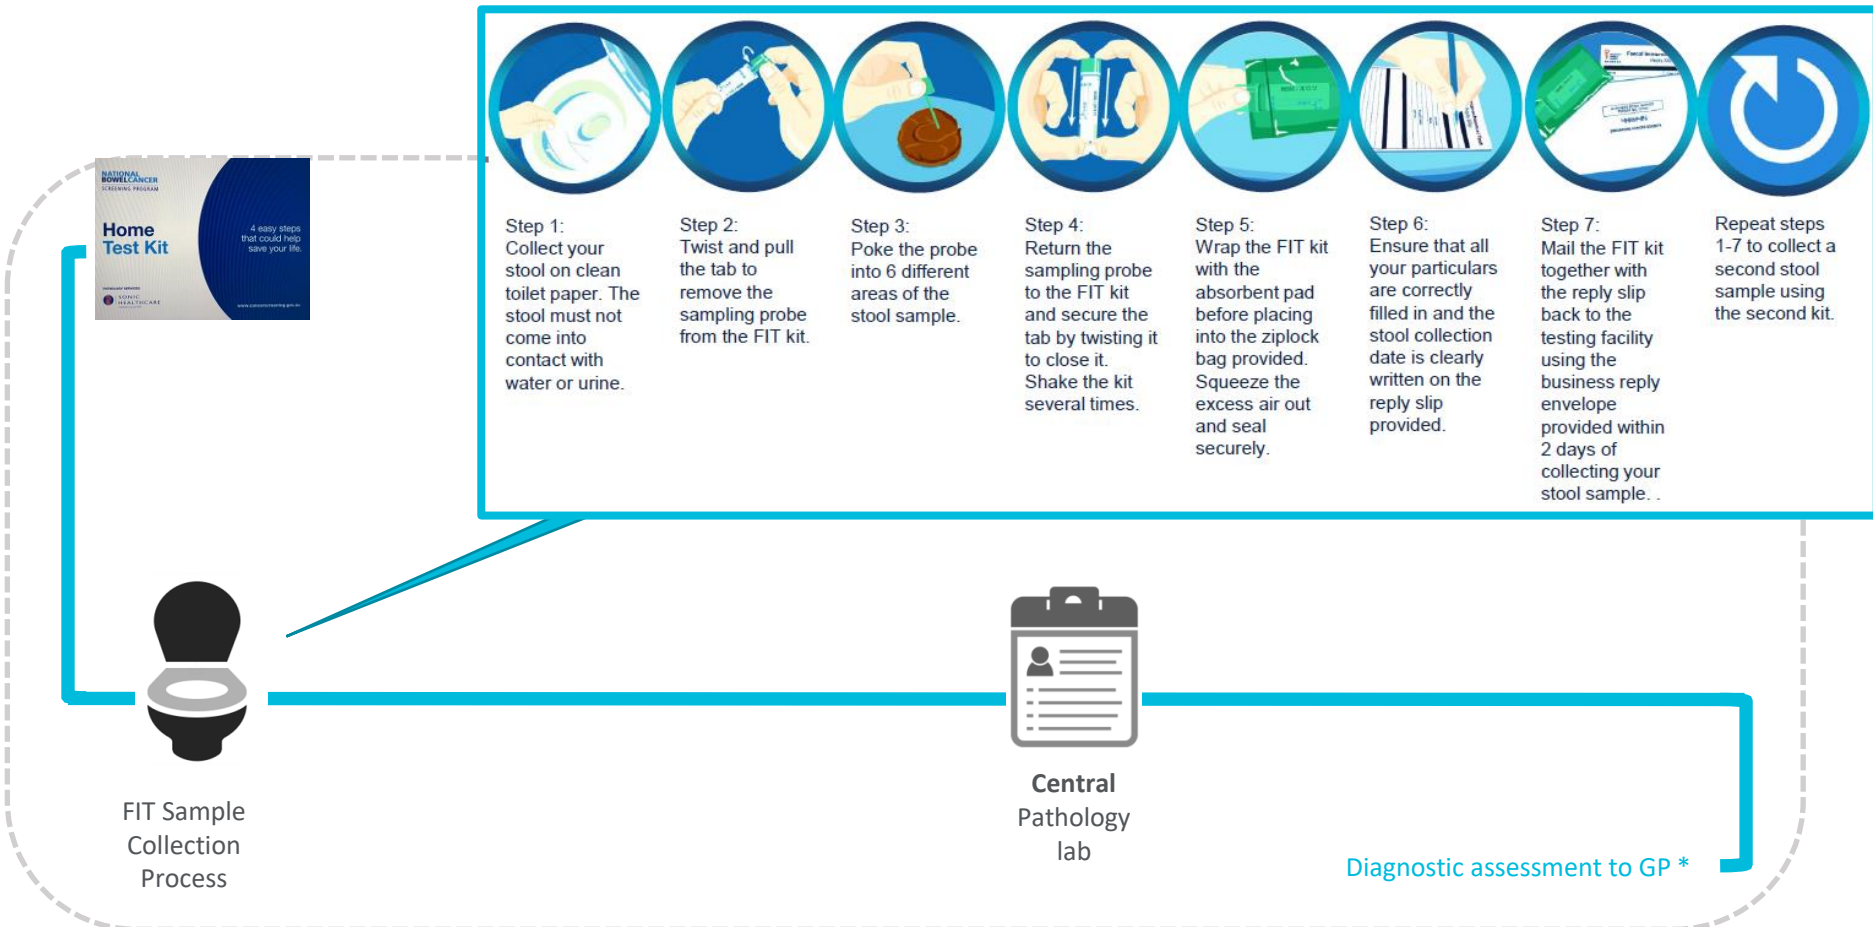 NATIONAL
BOWELCANCER
SCREENING PROGRAM
Home
Test Kit
4 easy steps
that could help
save your life.
SONIC
HEALTHCARE
www.cancerscreening.gov.au
Step 1:
Collect your
stool on clean
toilet paper. The
stool must not
come into
contact with
water or urine.
Step 2:
Twist and pull
the tab to
remove the
sampling probe
from the FIT kit.
Step 3:
Poke the probe
into 6 different
areas of the
stool sample.
Step 4:
Return the
sampling probe
to the FIT kit
and secure the
tab by twisting it
to close it.
Shake the kit
several times.
Step 5:
Wrap the FIT kit
with the
absorbent pad
before placing
into the ziplock
bag provided.
Squeeze the
excess air out
and seal
securely.
Step 6:
Ensure that all
your particulars
are correctly
filled in and the
stool collection
date is clearly
written on the
reply slip
provided.
Step 7:
Mail the FIT kit
together with
the reply slip
back to the
testing facility
using the
business reply
envelope
provided within
2 days of
collecting your
stool sample. .
Repeat steps
1-7 to collect a
second stool
sample using
the second kit.
FIT Sample
Collection
Process
Central
Pathology
lab
Diagnostic assessment to GP *